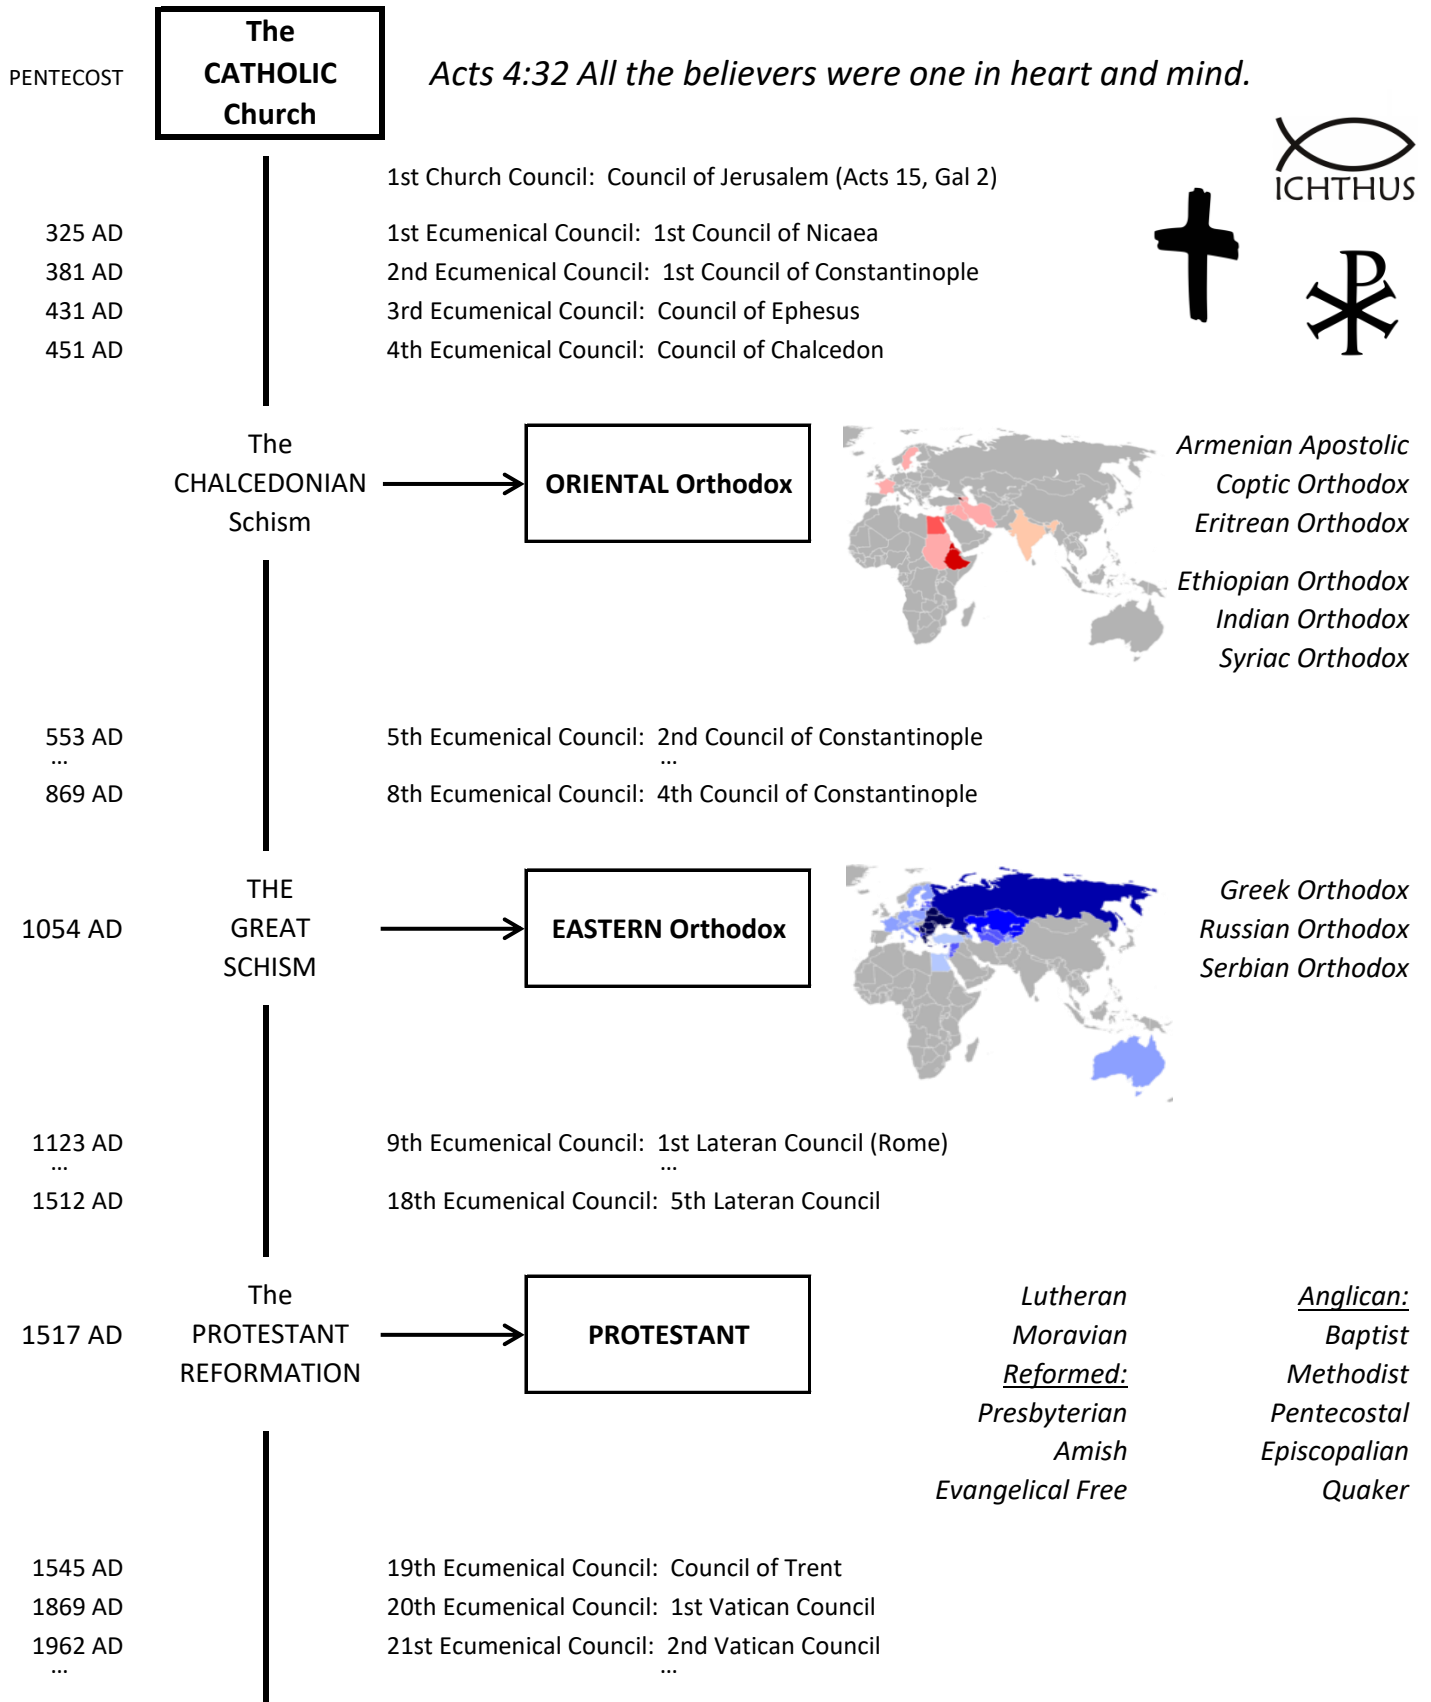 The
CATHOLIC
Church
PENTECOST
Acts 4:32 All the believers were one in heart and mind.
ICHTHUS
1st Church Council:  Council of Jerusalem (Acts 15, Gal 2)
325 AD 1st Ecumenical Council:  1st Council of Nicaea
381 AD 2nd Ecumenical Council:  1st Council of Constantinople
431 AD 3rd Ecumenical Council:  Council of Ephesus
451 AD 4th Ecumenical Council:  Council of Chalcedon
The
CHALCEDONIAN
Schism
ORIENTAL Orthodox
Armenian Apostolic
Coptic Orthodox
Eritrean Orthodox
Ethiopian Orthodox
Indian Orthodox
Syriac Orthodox
553 AD 5th Ecumenical Council:  2nd Council of Constantinople
... ...
869 AD 8th Ecumenical Council:  4th Council of Constantinople
1054 AD
THE
GREAT
SCHISM
EASTERN Orthodox
Greek Orthodox
Russian Orthodox
Serbian Orthodox
1123 AD 9th Ecumenical Council:  1st Lateran Council (Rome)
... ...
1512 AD 18th Ecumenical Council:  5th Lateran Council
1517 AD
The
PROTESTANT
REFORMATION
PROTESTANT
Lutheran
Moravian
Reformed:
Presbyterian
Amish
Evangelical Free
Anglican:
Baptist
Methodist
Pentecostal
Episcopalian
Quaker
1545 AD 19th Ecumenical Council:  Council of Trent
1869 AD 20th Ecumenical Council:  1st Vatican Council
1962 AD 21st Ecumenical Council:  2nd Vatican Council
... ...